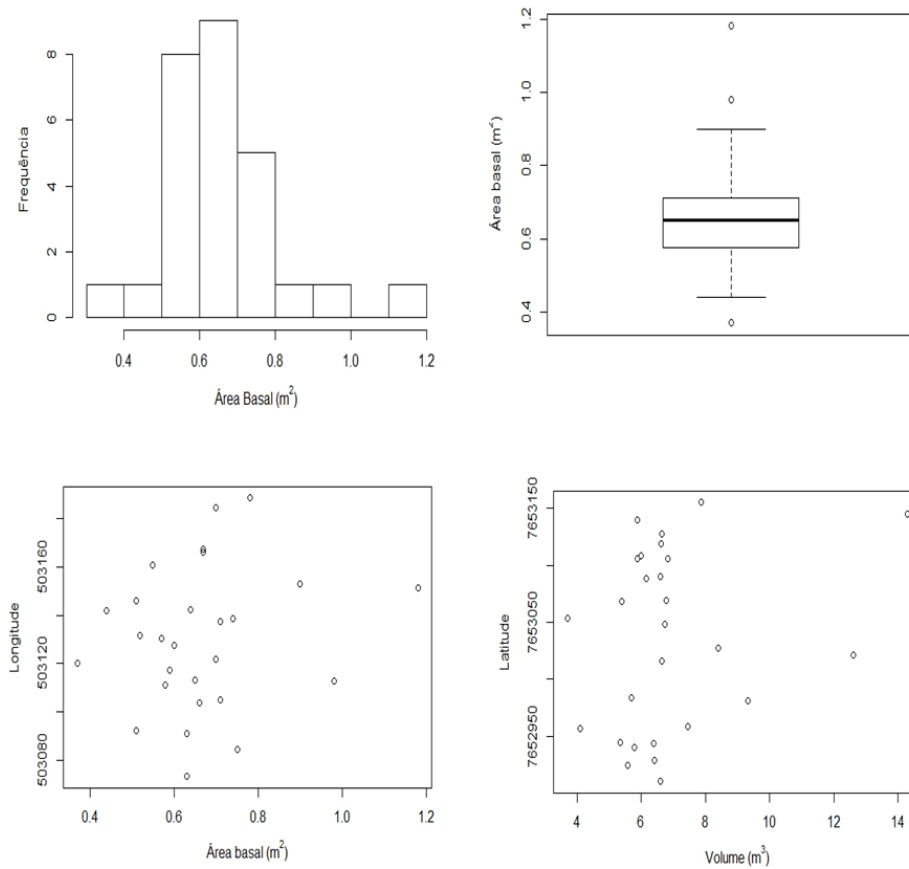 Frequência
8
6
4
2
0
0.4 0.6 0.8 1.0 1.2
Área Basal (m²)
Área basal (m²)
1.2
1.0
0.8
0.6
0.4
Longitude
503160
503120
503080
0.4 0.6 0.8 1.0 1.2
Área basal (m²)
Latitude
7653150
7653050
7652950
4 6 8 10 12 14
Volume (m³)